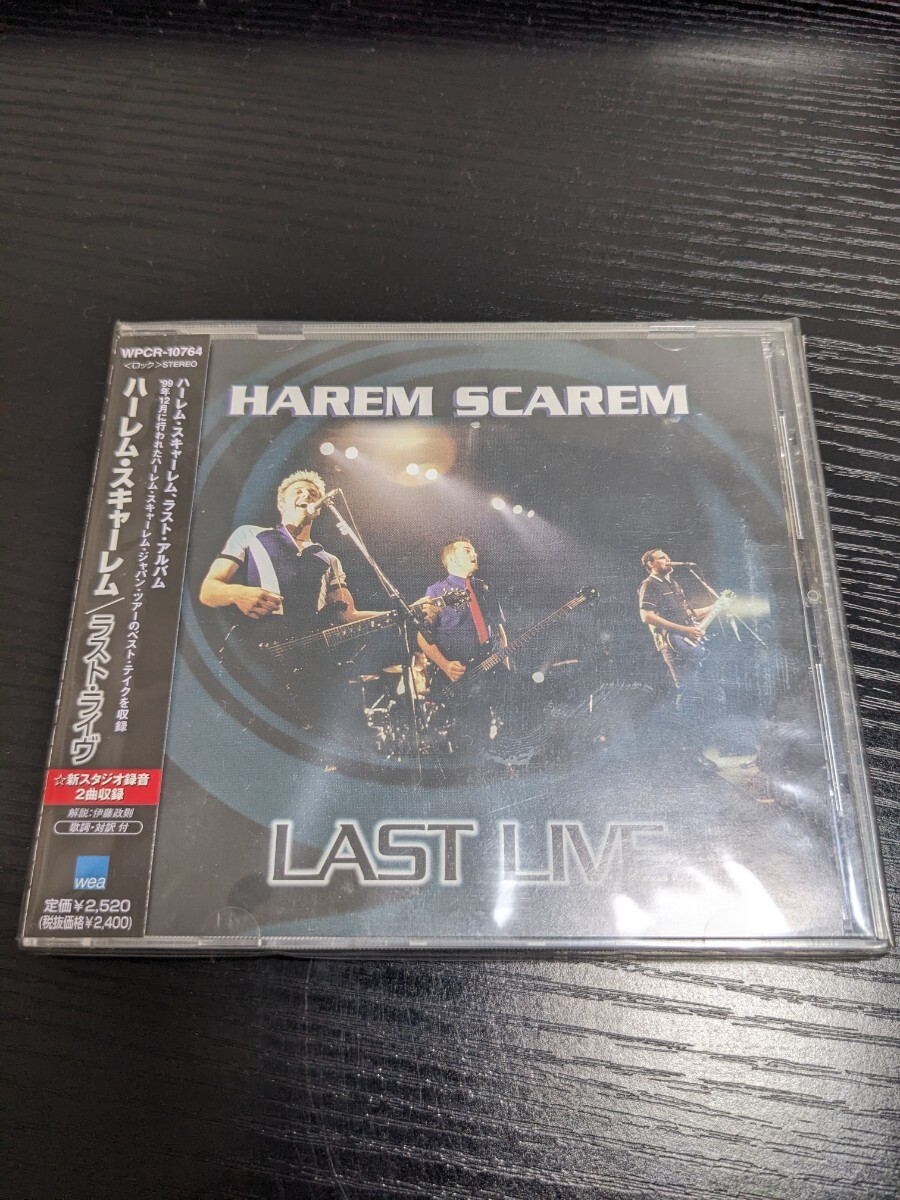 WPCR-10764
<ロック>STEREO
ハーレム・スキャーレム、ラスト・アルバム
'99年12月に行われたハーレム・スキャーレム・ジャパン・ツアーのベスト・テイクを収録
ハーレム・スキャーレム/ラスト・ライヴ
☆新スタジオ録音
2曲収録
解説:伊藤政則
歌詞・対訳 付
wea
定価¥2,520
(税抜価格¥2,400)
HAREM SCAREM
LAST LIVE